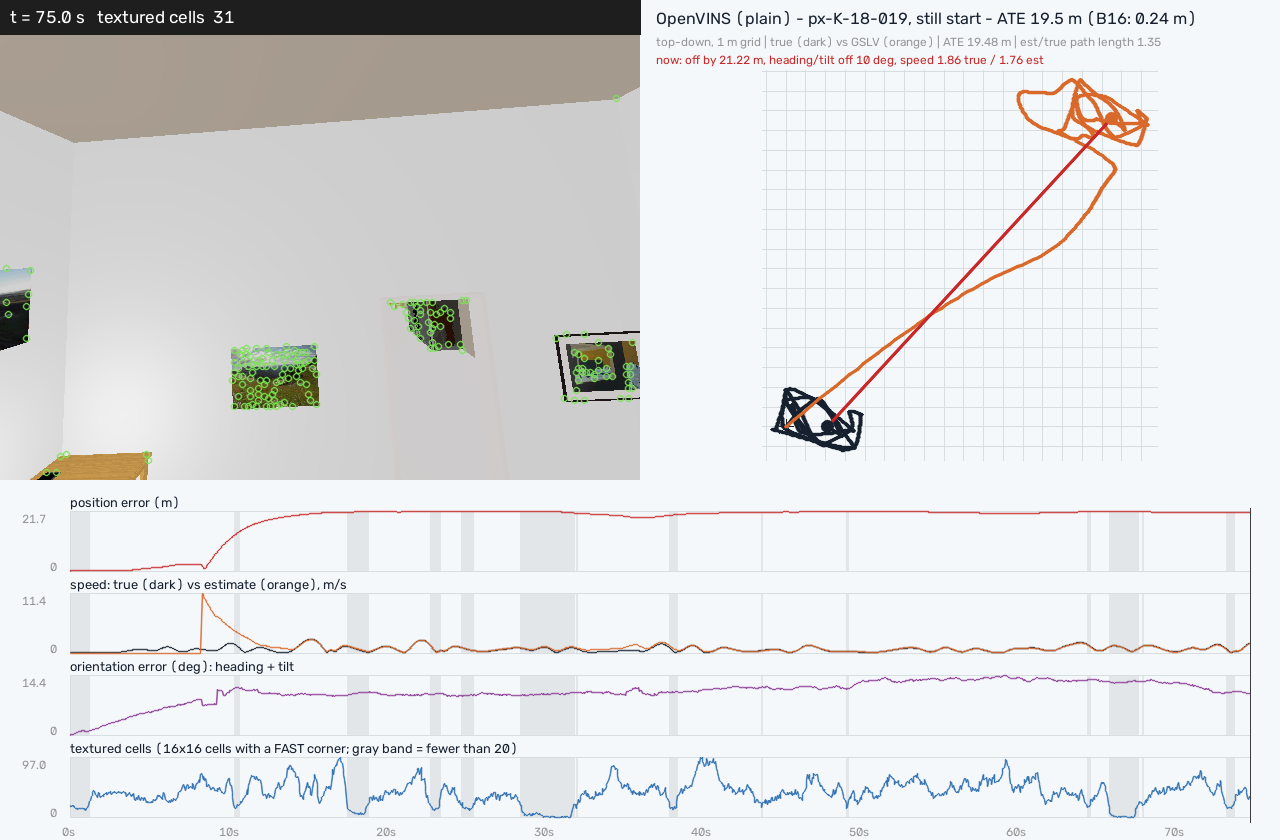 t = 75.0 s   textured cells  31
OpenVINS (plain) - px-K-18-019, still start - ATE 19.5 m (B16: 0.24 m)
top-down, 1 m grid | true (dark) vs GSLV (orange) | ATE 19.48 m | est/true path length 1.35
now: off by 21.22 m, heading/tilt off 10 deg, speed 1.86 true / 1.76 est
position error (m)
21.7
0
speed: true (dark) vs estimate (orange), m/s
11.4
0
orientation error (deg): heading + tilt
14.4
0
textured cells (16x16 cells with a FAST corner; gray band = fewer than 20)
97.0
0
0s 10s 20s 30s 40s 50s 60s 70s